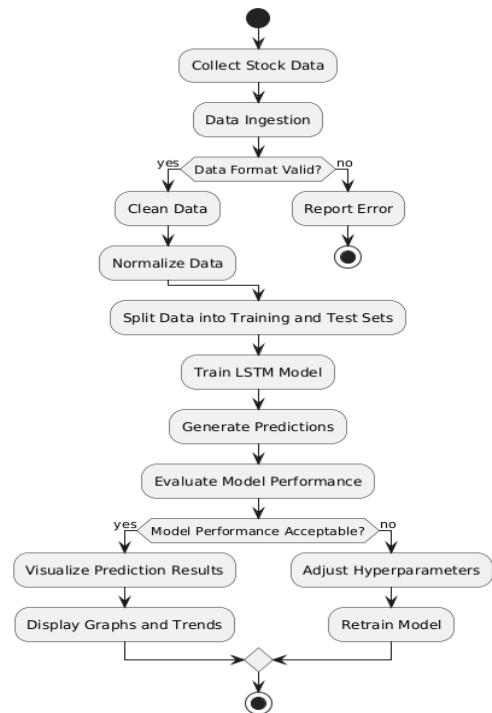 Collect Stock Data
Data Ingestion
yes
Data Format Valid?
no
Clean Data
Report Error
Normalize Data
Split Data into Training and Test Sets
Train LSTM Model
Generate Predictions
Evaluate Model Performance
yes
Model Performance Acceptable?
no
Visualize Prediction Results
Adjust Hyperparameters
Display Graphs and Trends
Retrain Model